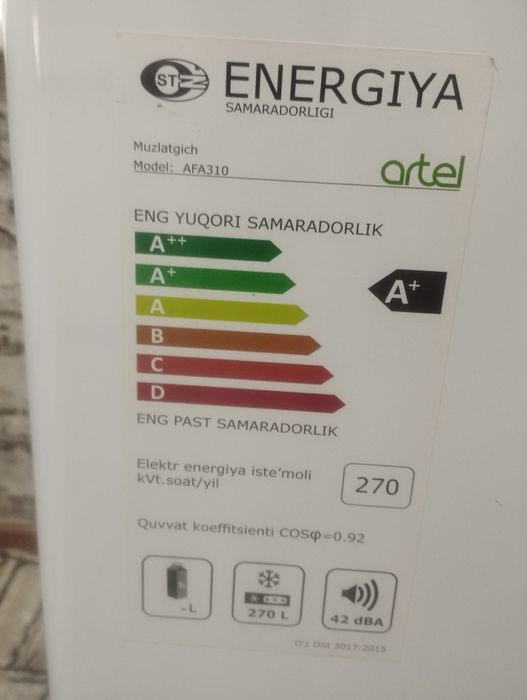 ST
ENERGIYA
SAMARADORLIGI
Muzlatgich
Model: AFA310
artel
ENG YUQORI SAMARADORLIK
A++
A+
A+
A
B
C
D
ENG PAST SAMARADORLIK
Elektr energiya iste’moli
kVt.soat/yil
270
Quvvat koeffitsienti COSφ=0.92
-L
270 L
42 dBA
O'z DSt 3017:2015